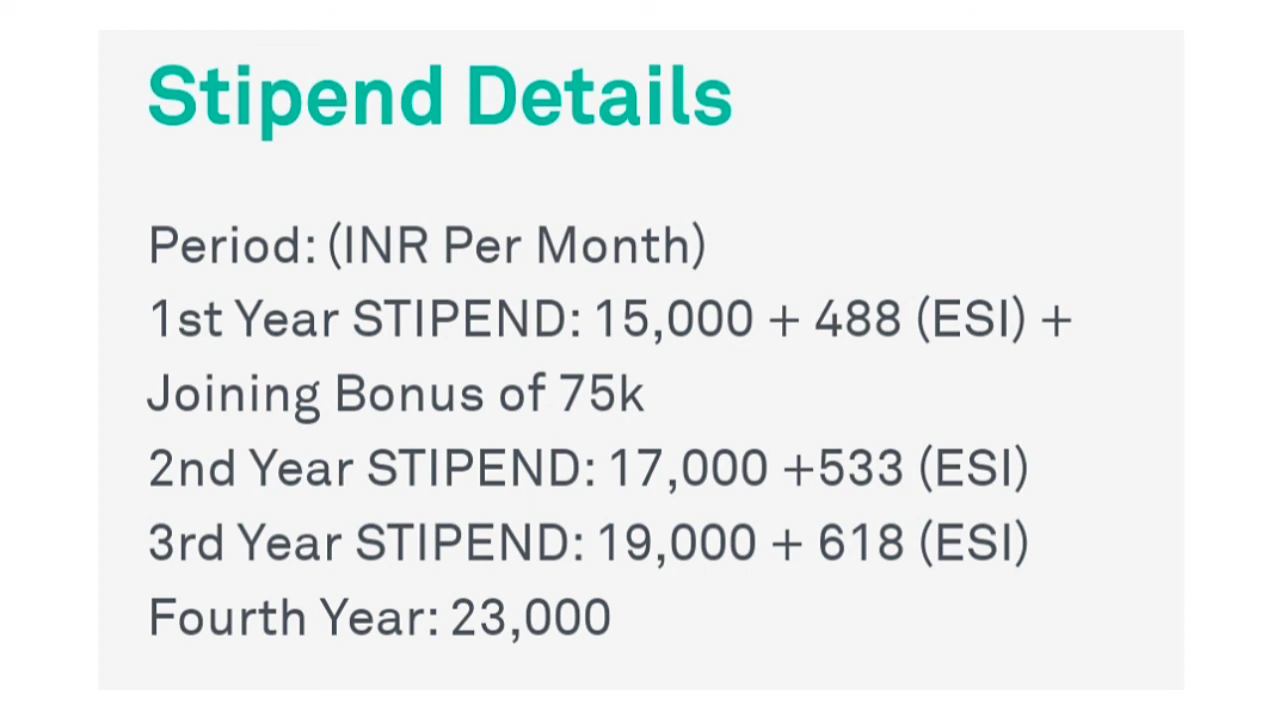 Stipend Details
Period: (INR Per Month)
1st Year STIPEND: 15,000 + 488 (ESI) +
Joining Bonus of 75k
2nd Year STIPEND: 17,000 +533 (ESI)
3rd Year STIPEND: 19,000 + 618 (ESI)
Fourth Year: 23,000